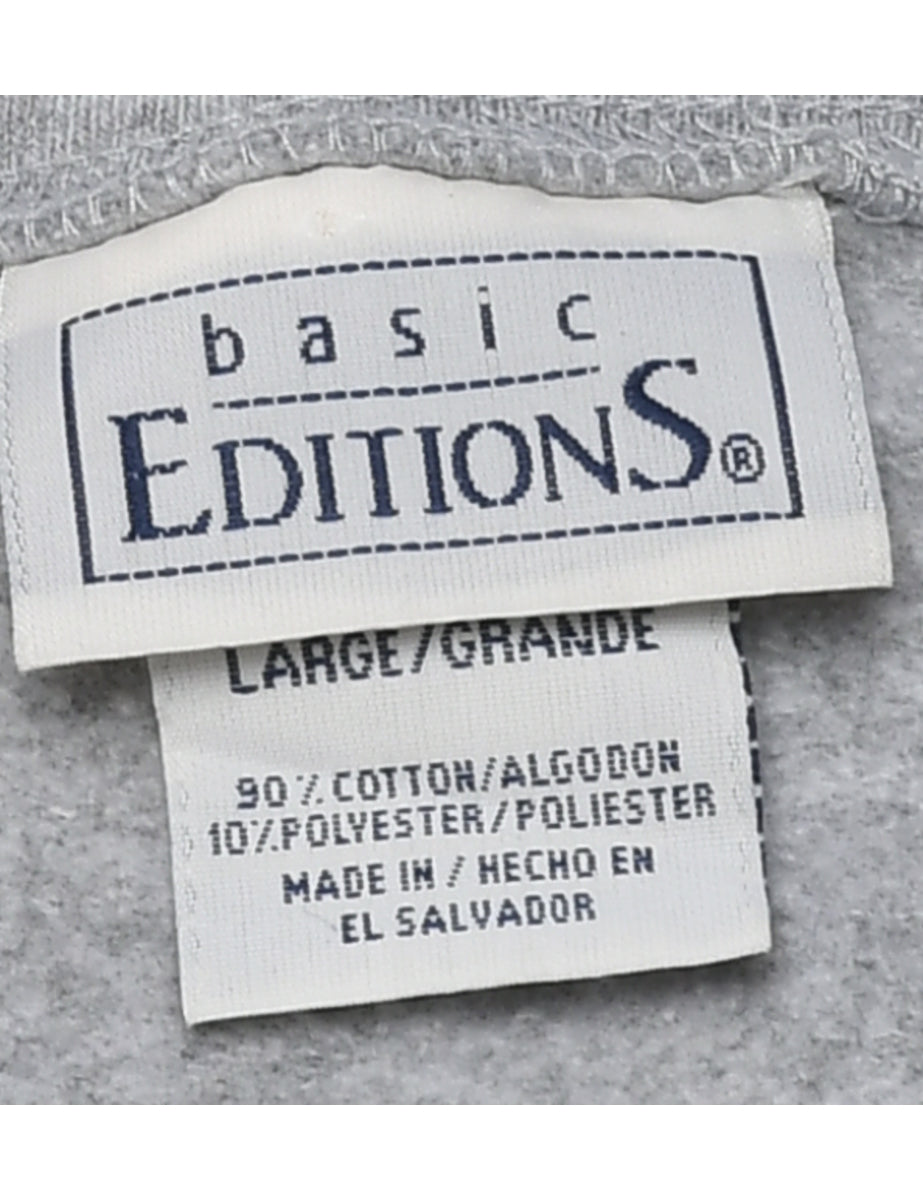 basic
EDITIONS®
LARGE/GRANDE
90% COTTON/ALGODON
10% POLYESTER/POLIESTER
MADE IN / HECHO EN
EL SALVADOR